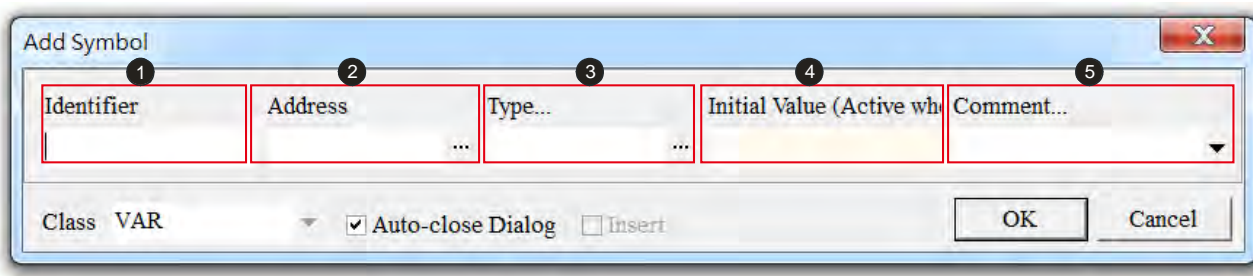 Add Symbol
1 2 3 4 5
Identifier Address Type... Initial Value (Active whe Comment...
... ...
Class VAR Auto-close Dialog Insert OK Cancel